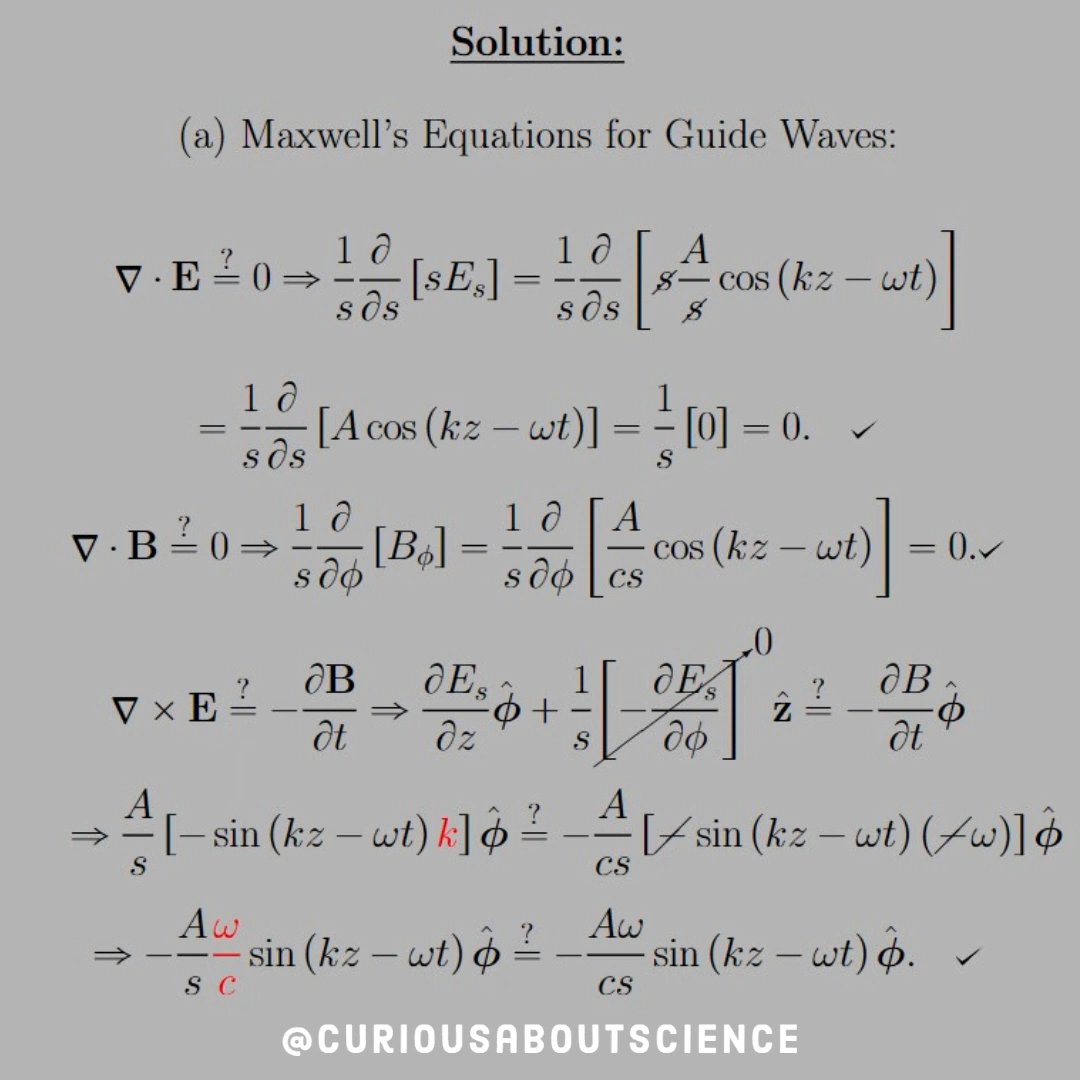 Solution:
(a) Maxwell's Equations for Guide Waves:
∇ · E ≟ 0 ⇒ 1/s ∂/∂s [sE_s] = 1/s ∂/∂s [s A/s cos (kz − ωt)]
= 1/s ∂/∂s [A cos (kz − ωt)] = 1/s [0] = 0. ✓
∇ · B ≟ 0 ⇒ 1/s ∂/∂ϕ [B_ϕ] = 1/s ∂/∂ϕ [A/cs cos (kz − ωt)] = 0.✓
∇ × E ≟ −∂B/∂t ⇒ ∂E_s/∂z ϕ̂ + 1/s [−∂E_s/∂ϕ]→0 ẑ ≟ −∂B/∂t ϕ̂
⇒ A/s [− sin (kz − ωt) k] ϕ̂ ≟ −A/cs [− sin (kz − ωt) (−ω)] ϕ̂
⇒ −A/s ω/c sin (kz − ωt) ϕ̂ ≟ −Aω/cs sin (kz − ωt) ϕ̂. ✓
@CURIOUSABOUTSCIENCE